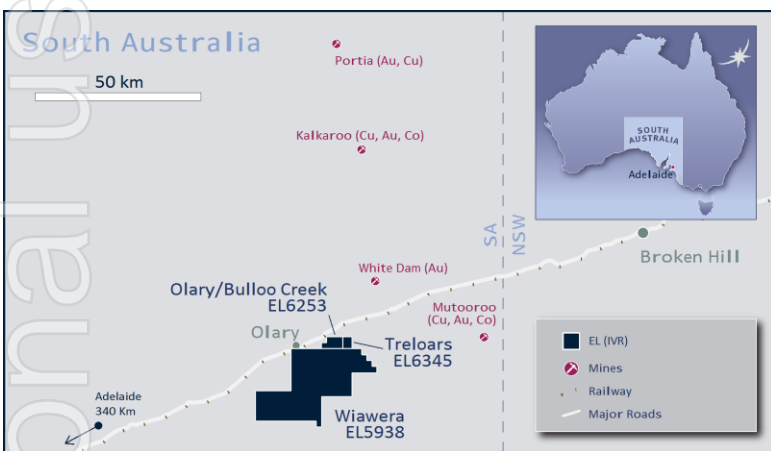 South Australia
50 km
Portia (Au, Cu)
Kalkaroo (Cu, Au, Co)
SOUTH
AUSTRALIA
Adelaide
SA
NSW
Broken Hill
White Dam (Au)
Olary/Bulloo Creek
EL6253
Mutooroo
(Cu, Au, Co)
Olary
Treloars
EL6345
Adelaide
340 Km
Wiawera
EL5938
EL (IVR)
Mines
Railway
Major Roads
onal us